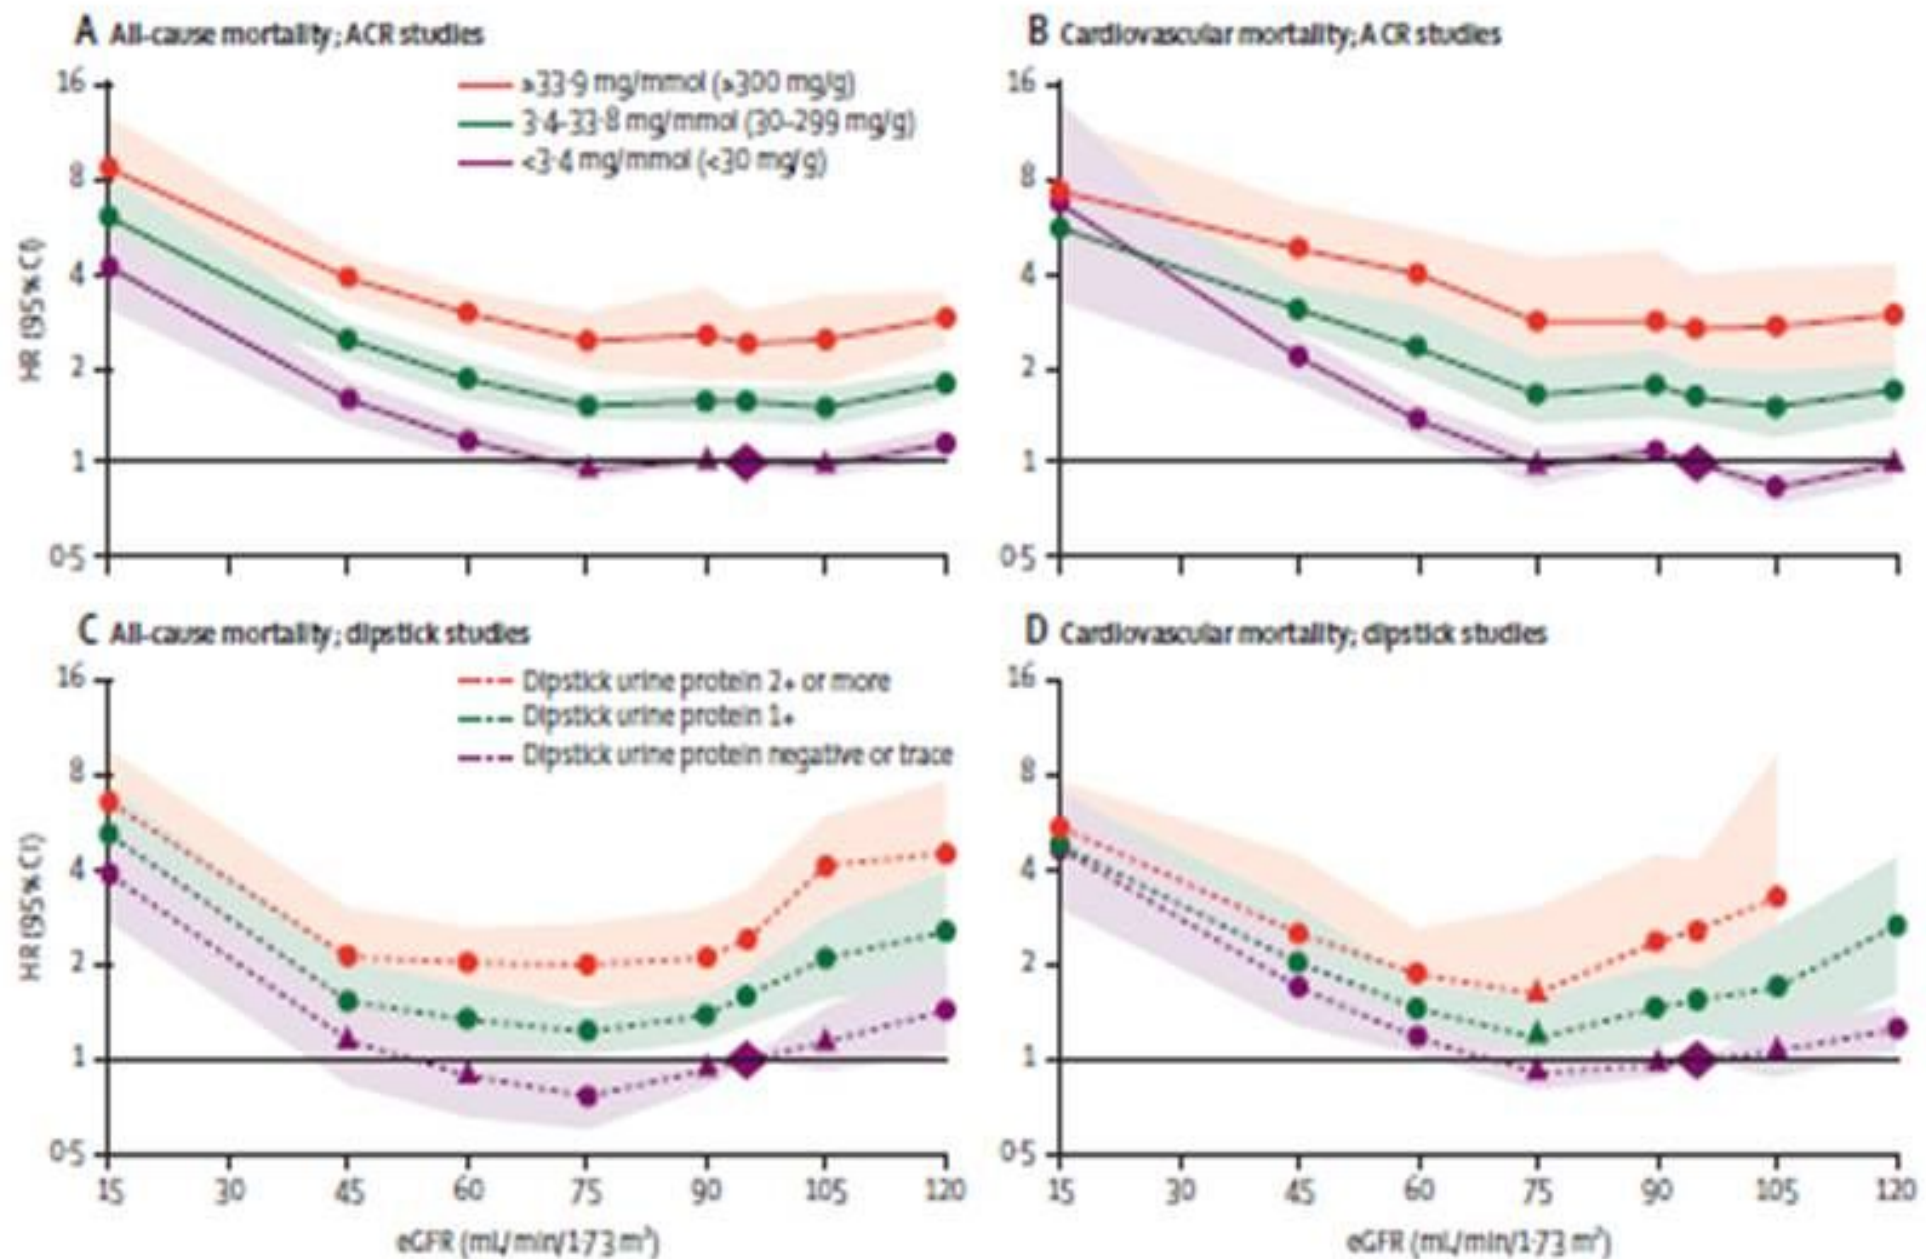 A All-cause mortality; ACR studies
16
8
4
2
1
0·5
HR (95% CI)
≥33·9 mg/mmol (≥300 mg/g)
3·4–33·8 mg/mmol (30–299 mg/g)
<3·4 mg/mmol (<30 mg/g)
B Cardiovascular mortality; ACR studies
16
8
4
2
1
0·5
C All-cause mortality; dipstick studies
16
8
4
2
1
0·5
HR (95% CI)
Dipstick urine protein 2+ or more
Dipstick urine protein 1+
Dipstick urine protein negative or trace
15 30 45 60 75 90 105 120
eGFR (mL/min/1·73 m²)
D Cardiovascular mortality; dipstick studies
16
8
4
2
1
0·5
15 30 45 60 75 90 105 120
eGFR (mL/min/1·73 m²)